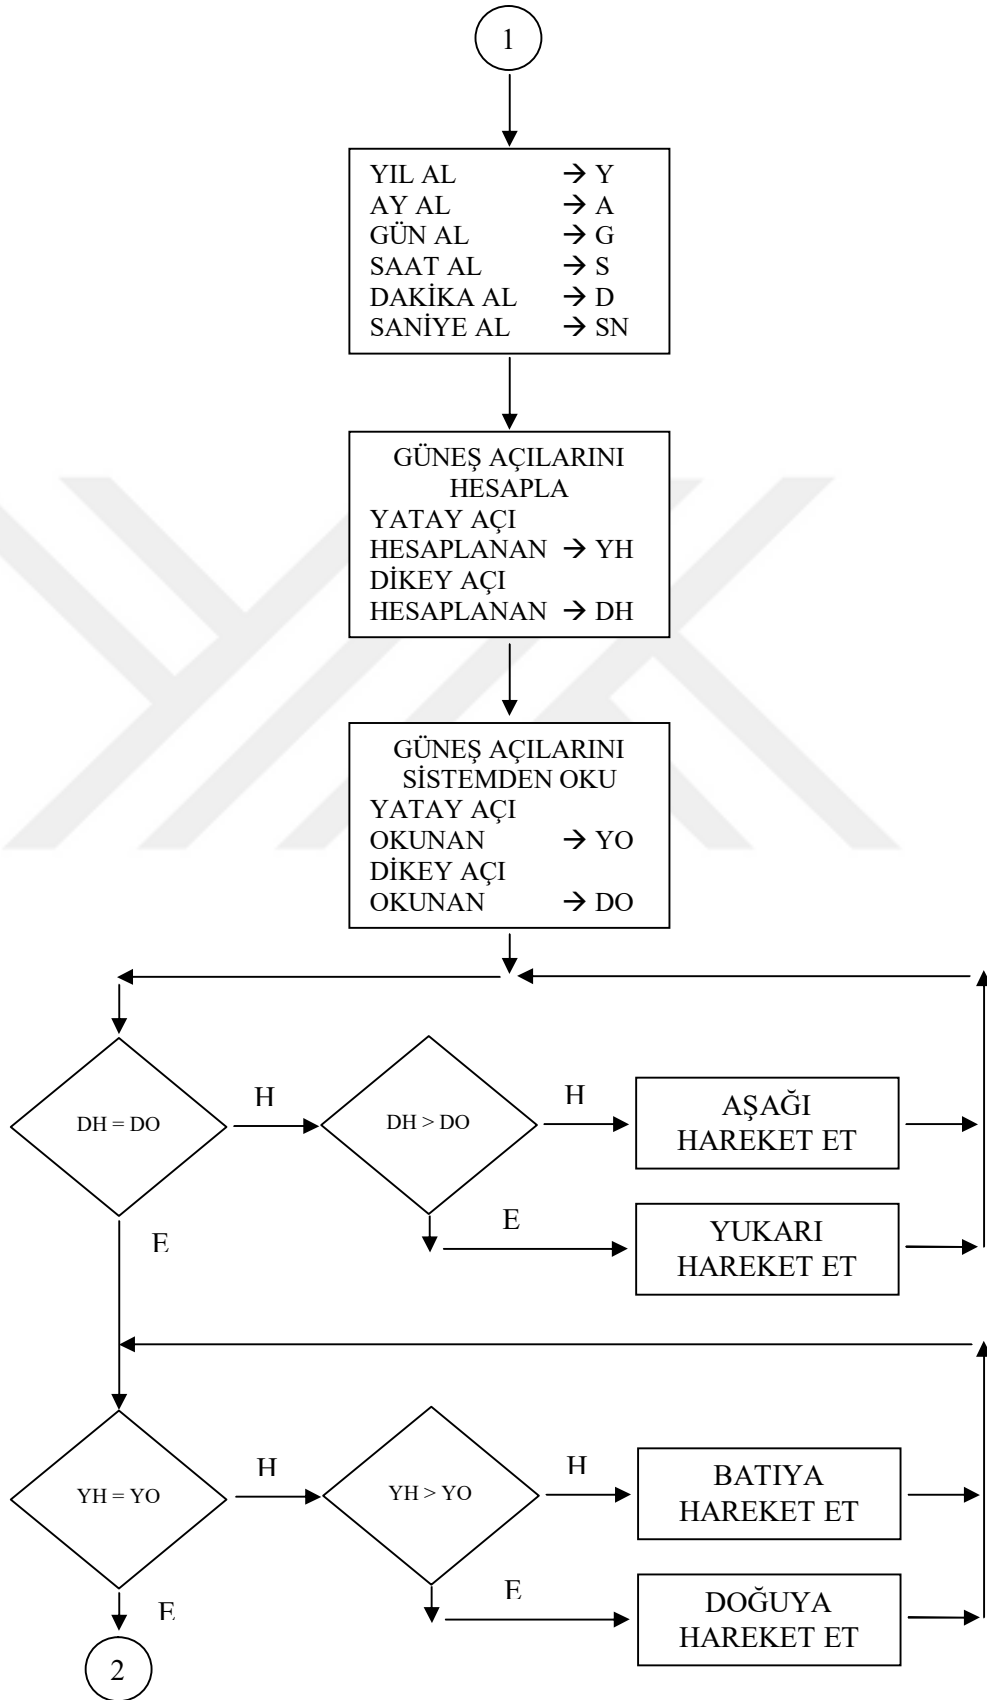 1
YIL AL → Y
AY AL → A
GÜN AL → G
SAAT AL → S
DAKİKA AL → D
SANİYE AL → SN
GÜNEŞ AÇILARINI
HESAPLA
YATAY AÇI
HESAPLANAN → YH
DİKEY AÇI
HESAPLANAN → DH
GÜNEŞ AÇILARINI
SİSTEMDEN OKU
YATAY AÇI
OKUNAN → YO
DİKEY AÇI
OKUNAN → DO
DH = DO
H
DH > DO
H
AŞAĞI
HAREKET ET
E
E
YUKARI
HAREKET ET
YH = YO
H
YH > YO
H
BATIYA
HAREKET ET
E
E
DOĞUYA
HAREKET ET
2